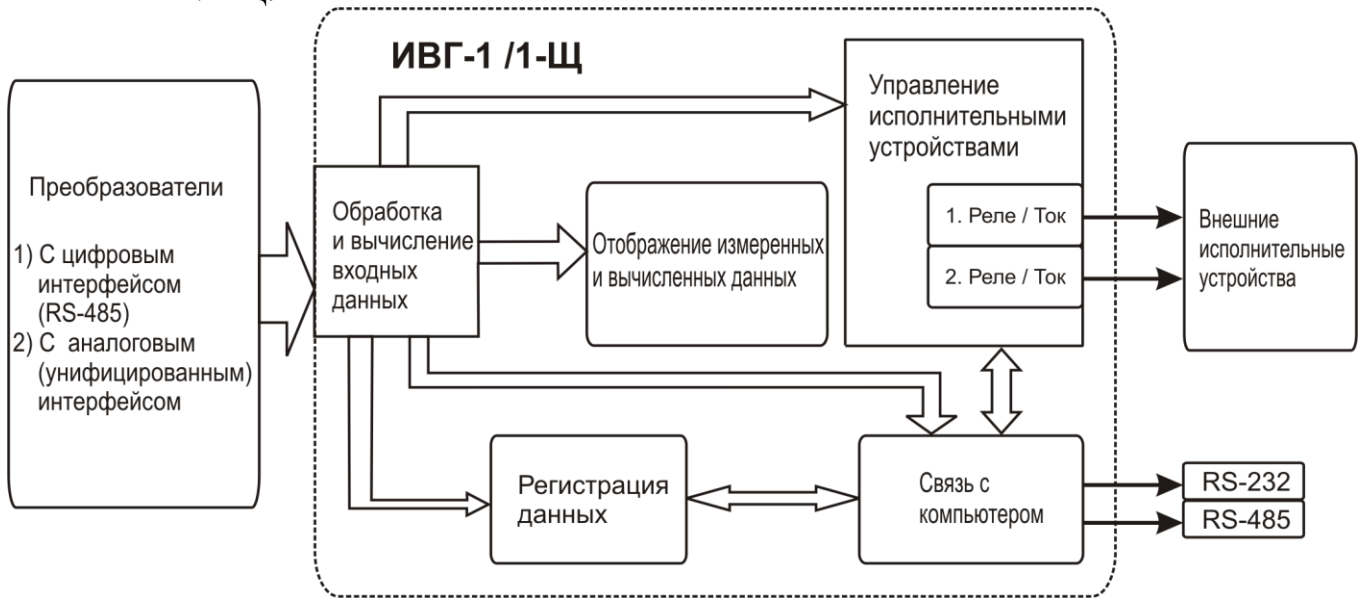 ИВГ-1 /1-Щ
Преобразователи
1) С цифровым
интерфейсом
(RS-485)
2) С аналоговым
(унифицированным)
интерфейсом
Обработка
и вычисление
входных
данных
Отображение измеренных
и вычисленных данных
Управление
исполнительными
устройствами
1. Реле / Ток
2. Реле / Ток
Внешние
исполнительные
устройства
Регистрация
данных
Связь с
компьютером
RS-232
RS-485